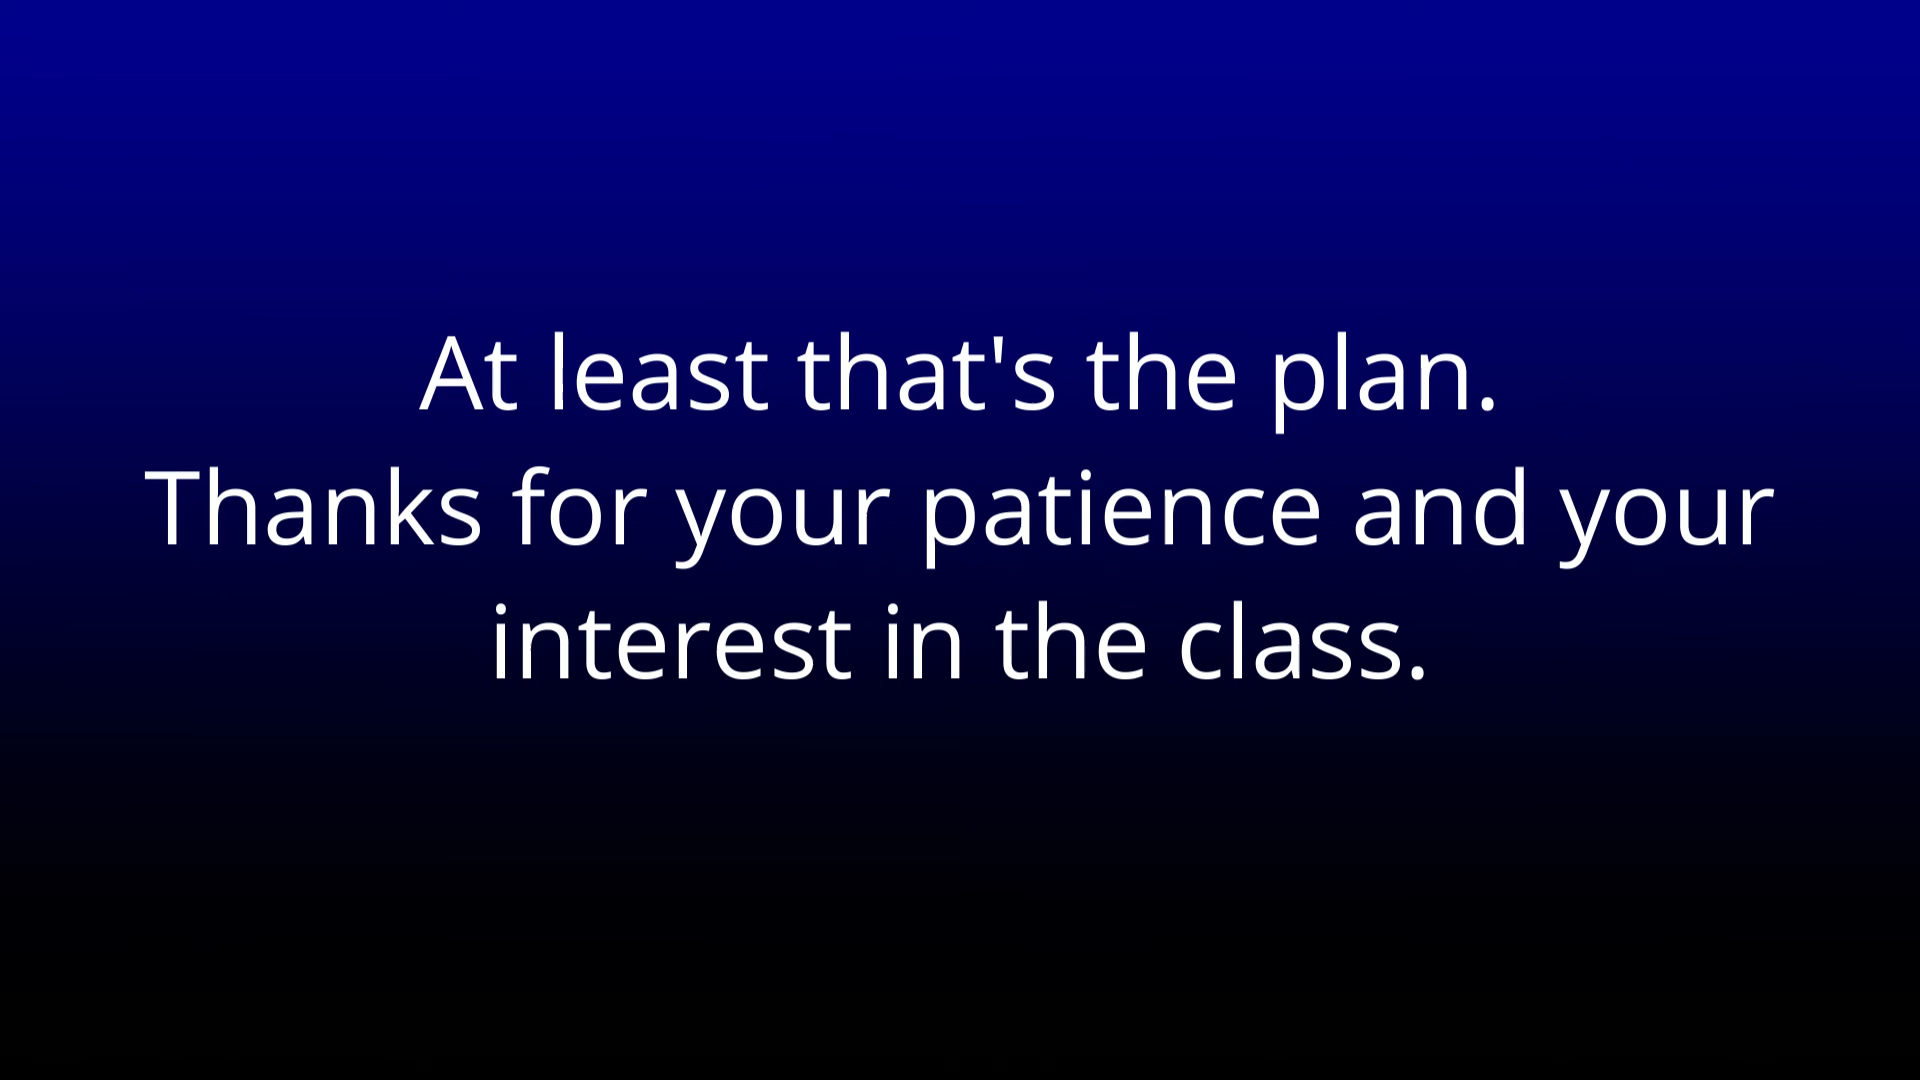 At least that's the plan.
Thanks for your patience and your
interest in the class.